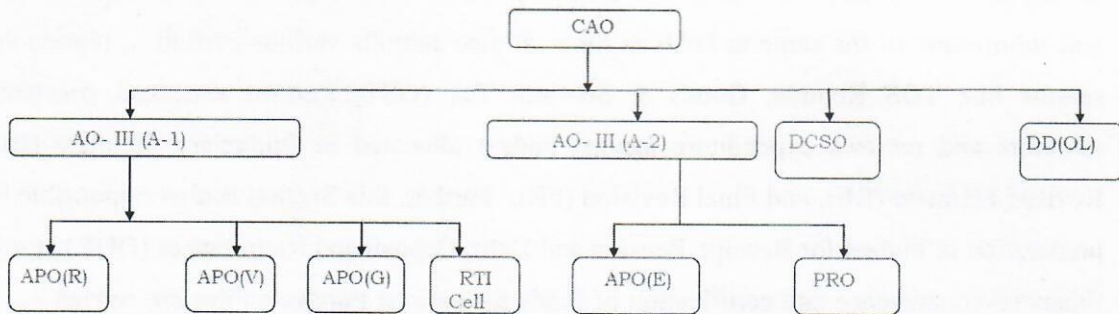 CAO
AO- III (A-1)
AO- III (A-2)
DCSO
DD(OL)
APO(R)
APO(V)
APO(G)
RTI
Cell
APO(E)
PRO